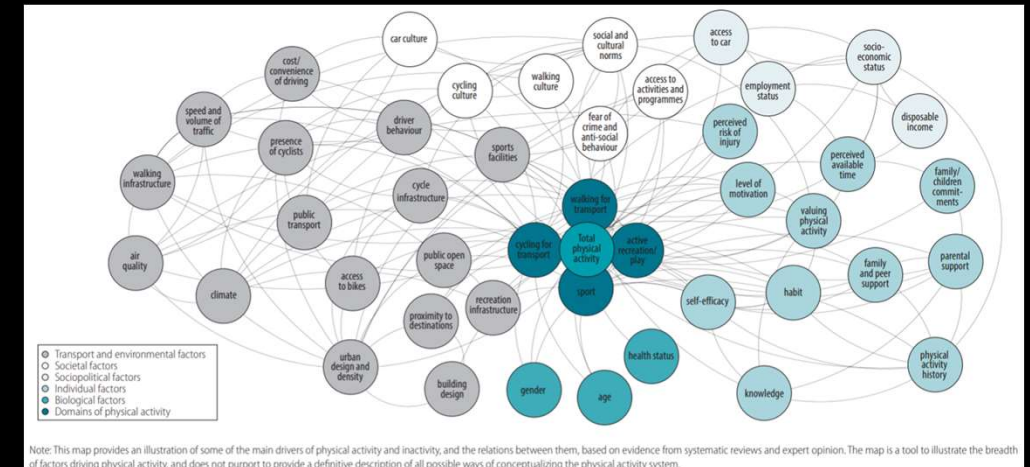 car culture
social and
cultural
norms
access
to car
socio-
economic
status
cost/
convenience
of driving
cycling
culture
walking
culture
access to
activities and
programmes
employment
status
speed and
volume of
traffic
driver
behaviour
fear of
crime and
anti-social
behaviour
perceived
risk of
injury
disposable
income
presence
of cyclists
sports
facilities
perceived
available
time
walking
infrastructure
cycle
infrastructure
level of
motivation
family/
children
commit-
ments
public
transport
walking for
transport
valuing
physical
activity
air
quality
public open
space
cycling for
transport
Total
physical
activity
active
recreation/
play
family
and peer
support
parental
support
climate
access
to bikes
recreation
infrastructure
sport
self-efficacy
habit
proximity to
destinations
urban
design and
density
building
design
gender
age
health status
knowledge
physical
activity
history
Transport and environmental factors
Societal factors
Sociopolitical factors
Individual factors
Biological factors
Domains of physical activity
Note: This map provides an illustration of some of the main drivers of physical activity and inactivity, and the relations between them, based on evidence from systematic reviews and expert opinion. The map is a tool to illustrate the breadth
of factors driving physical activity, and does not purport to provide a definitive description of all possible ways of conceptualizing the physical activity system.